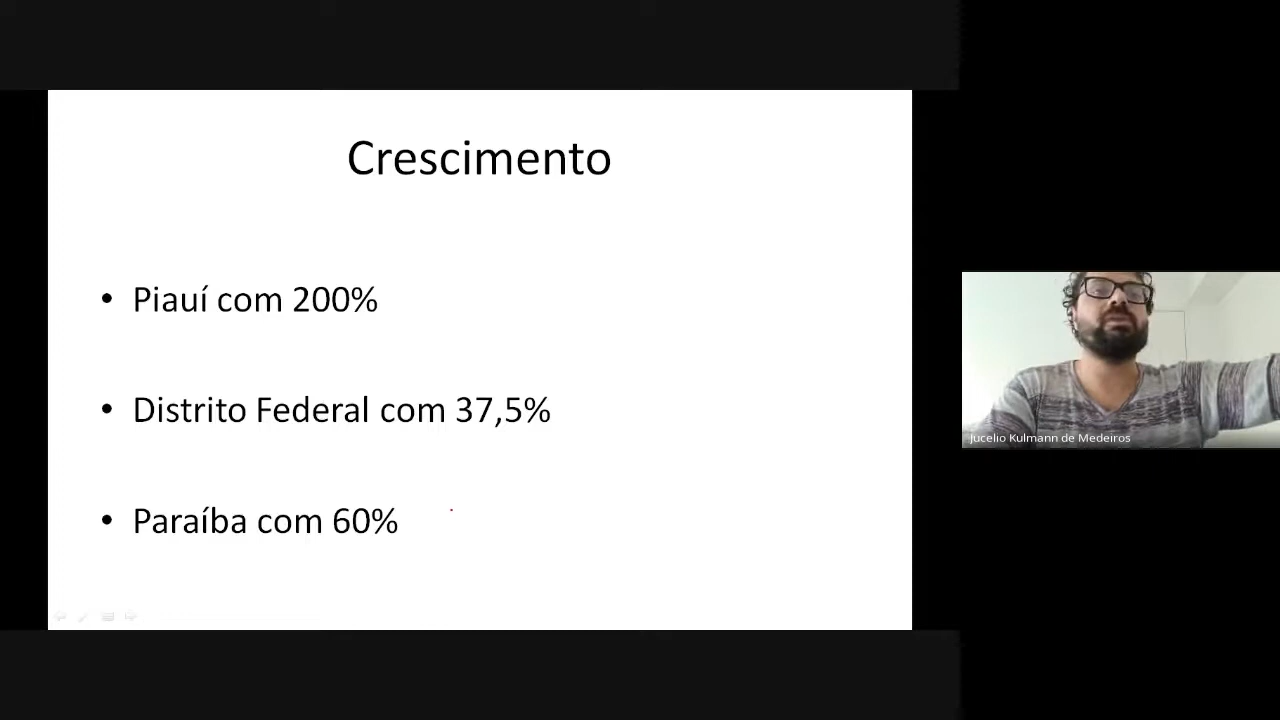 Crescimento
• Piauí com 200%
• Distrito Federal com 37,5%
• Paraíba com 60%
Jucelio Kulmann de Medeiros